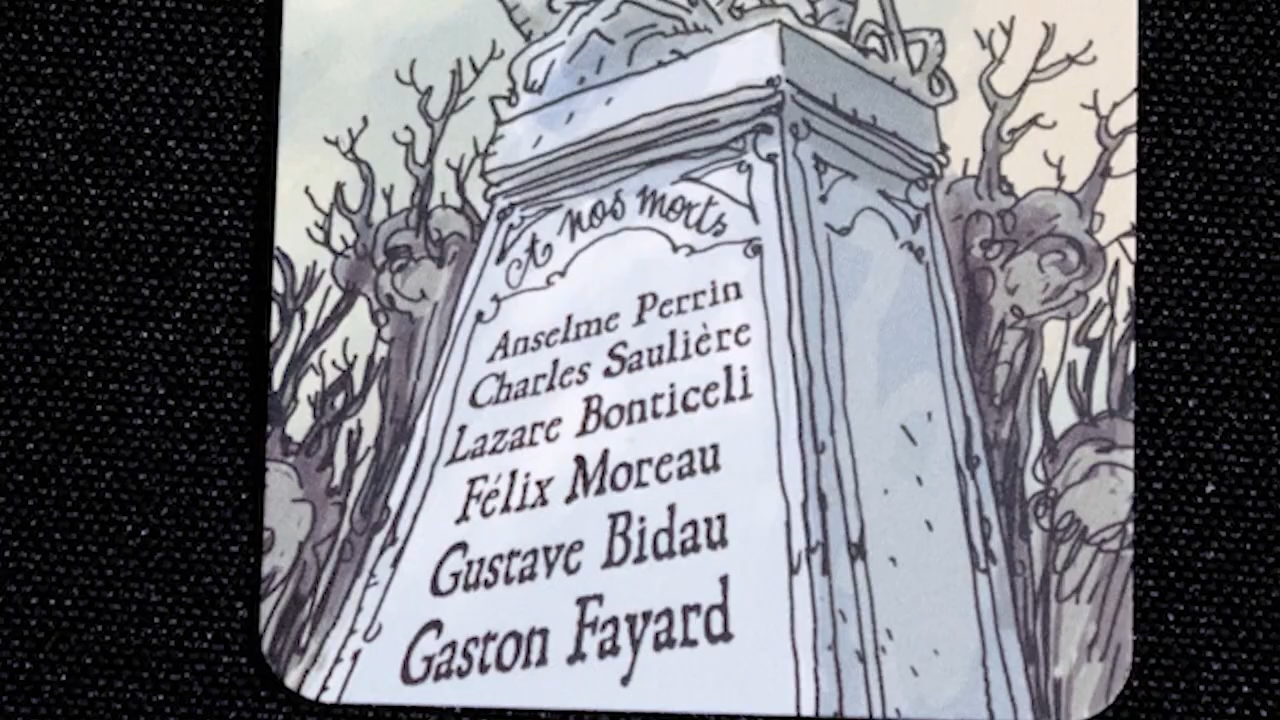 A nos morts
Anselme Perrin
Charles Saulière
Lazare Bonticeli
Félix Moreau
Gustave Bidau
Gaston Fayard